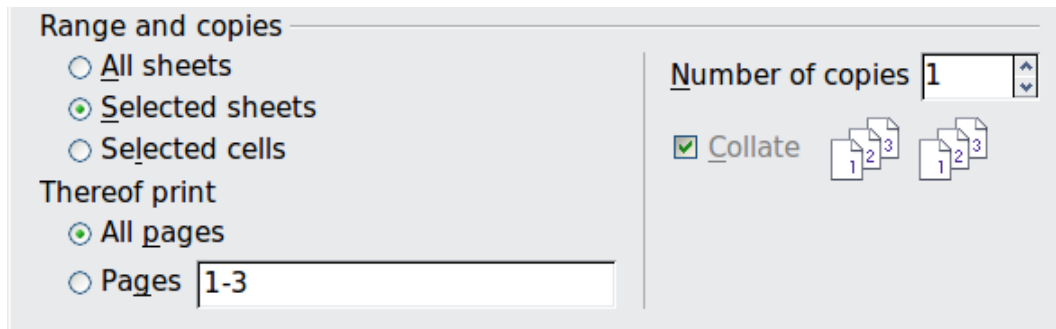 Range and copies
All sheets
Selected sheets
Selected cells
Thereof print
All pages
Pages 1-3
Number of copies 1
Collate 1 2 3 1 2 3